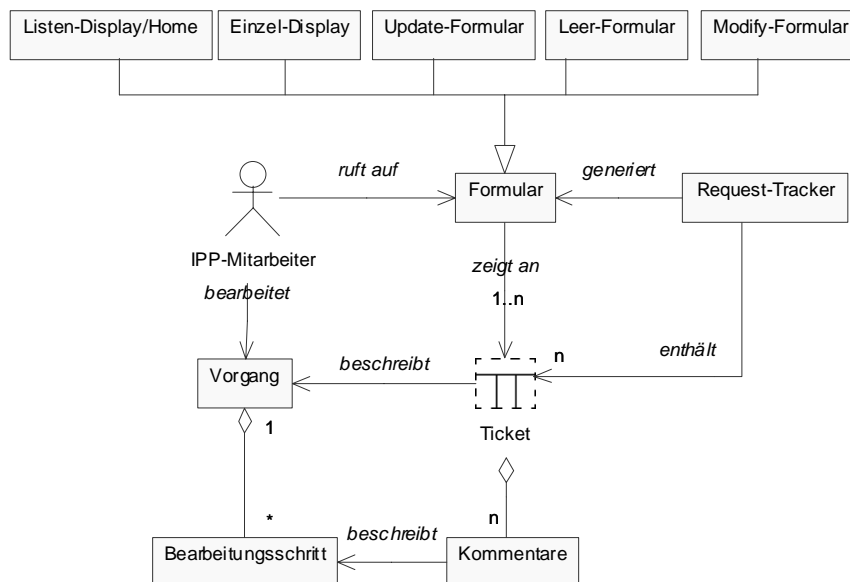 Listen-Display/Home
Einzel-Display
Update-Formular
Leer-Formular
Modify-Formular
ruft auf
generiert
Formular
Request-Tracker
IPP-Mitarbeiter
bearbeitet
zeigt an
1..n
beschreibt
n
enthält
Vorgang
1
Ticket
*
beschreibt
n
Bearbeitungsschritt
Kommentare